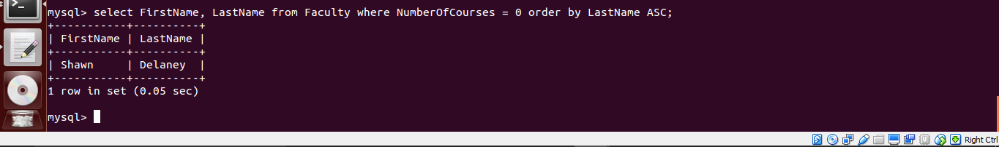 mysql> select FirstName, LastName from Faculty where NumberOfCourses = 0 order by LastName ASC;
+-----------+----------+
| FirstName | LastName |
+-----------+----------+
| Shawn     | Delaney  |
+-----------+----------+
1 row in set (0.05 sec)
mysql>
Right Ctrl